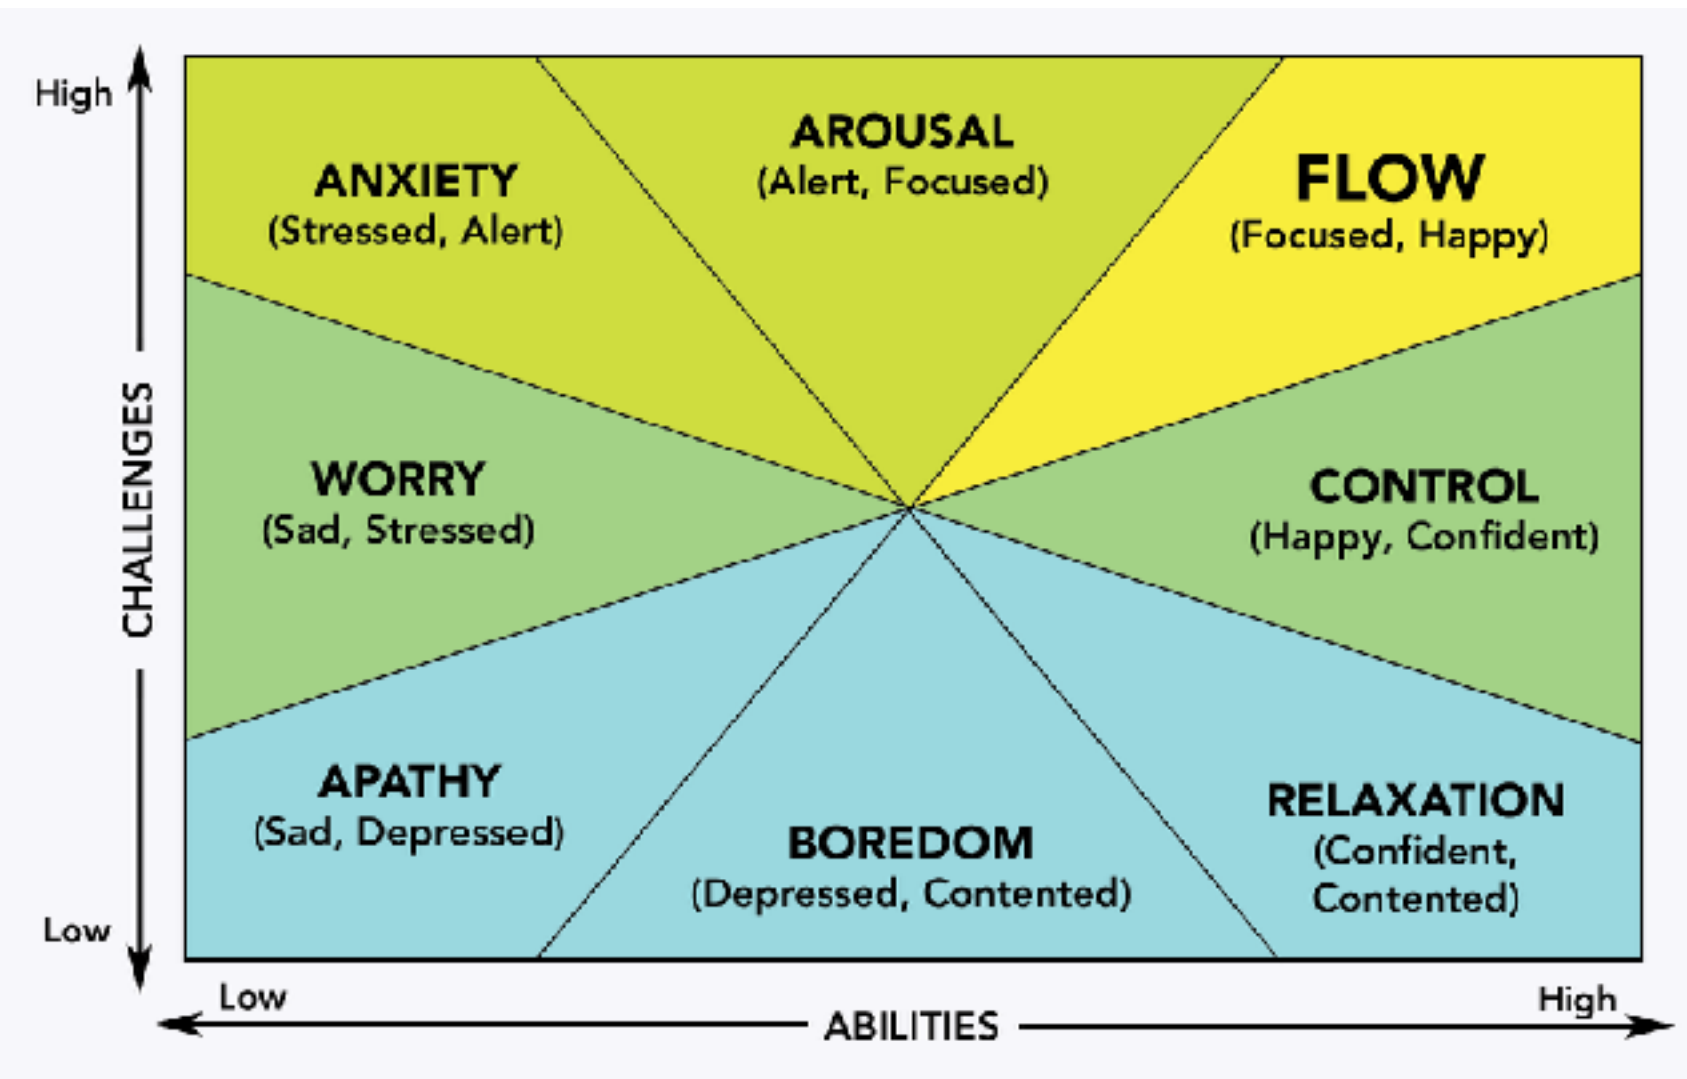 High
AROUSAL
(Alert, Focused)
ANXIETY
(Stressed, Alert)
FLOW
(Focused, Happy)
CHALLENGES
WORRY
(Sad, Stressed)
CONTROL
(Happy, Confident)
APATHY
(Sad, Depressed)
BOREDOM
(Depressed, Contented)
RELAXATION
(Confident,
Contented)
Low
Low
High
ABILITIES